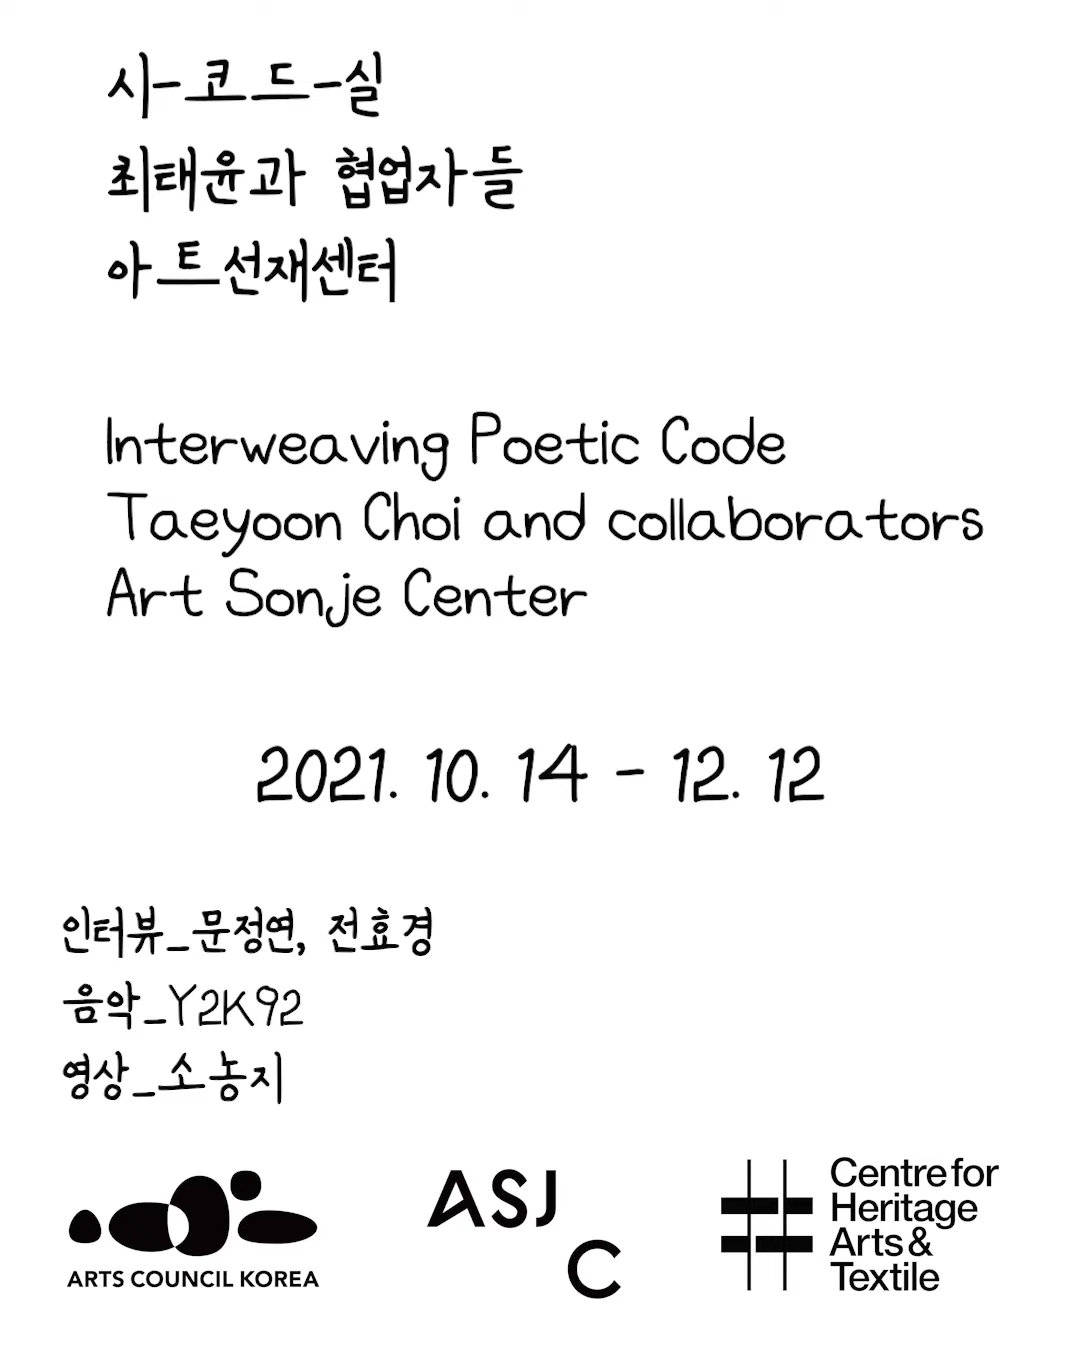 시-코드-실
최태윤과 협업자들
아트선재센터
Interweaving Poetic Code
Taeyoon Choi and collaborators
Art Sonje Center
2021. 10. 14 - 12. 12
인터뷰_문정연, 전효경
음악_Y2K92
영상_소농지
ARTS COUNCIL KOREA
ASJ
C
Centre for
Heritage
Arts &
Textile